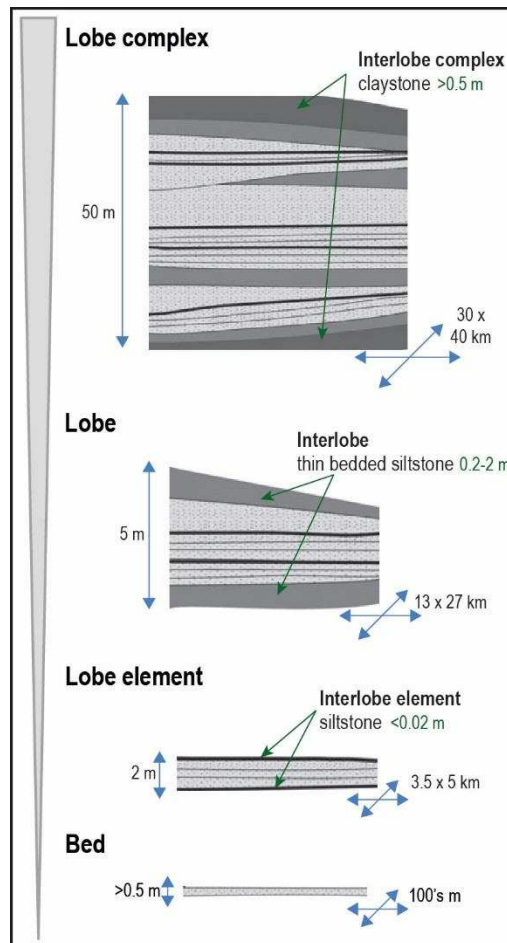 Lobe complex
Interlobe complex
claystone >0.5 m
50 m
30 x
40 km
Lobe
Interlobe
thin bedded siltstone 0.2-2 m
5 m
13 x 27 km
Lobe element
Interlobe element
siltstone <0.02 m
2 m
3.5 x 5 km
Bed
>0.5 m
100's m